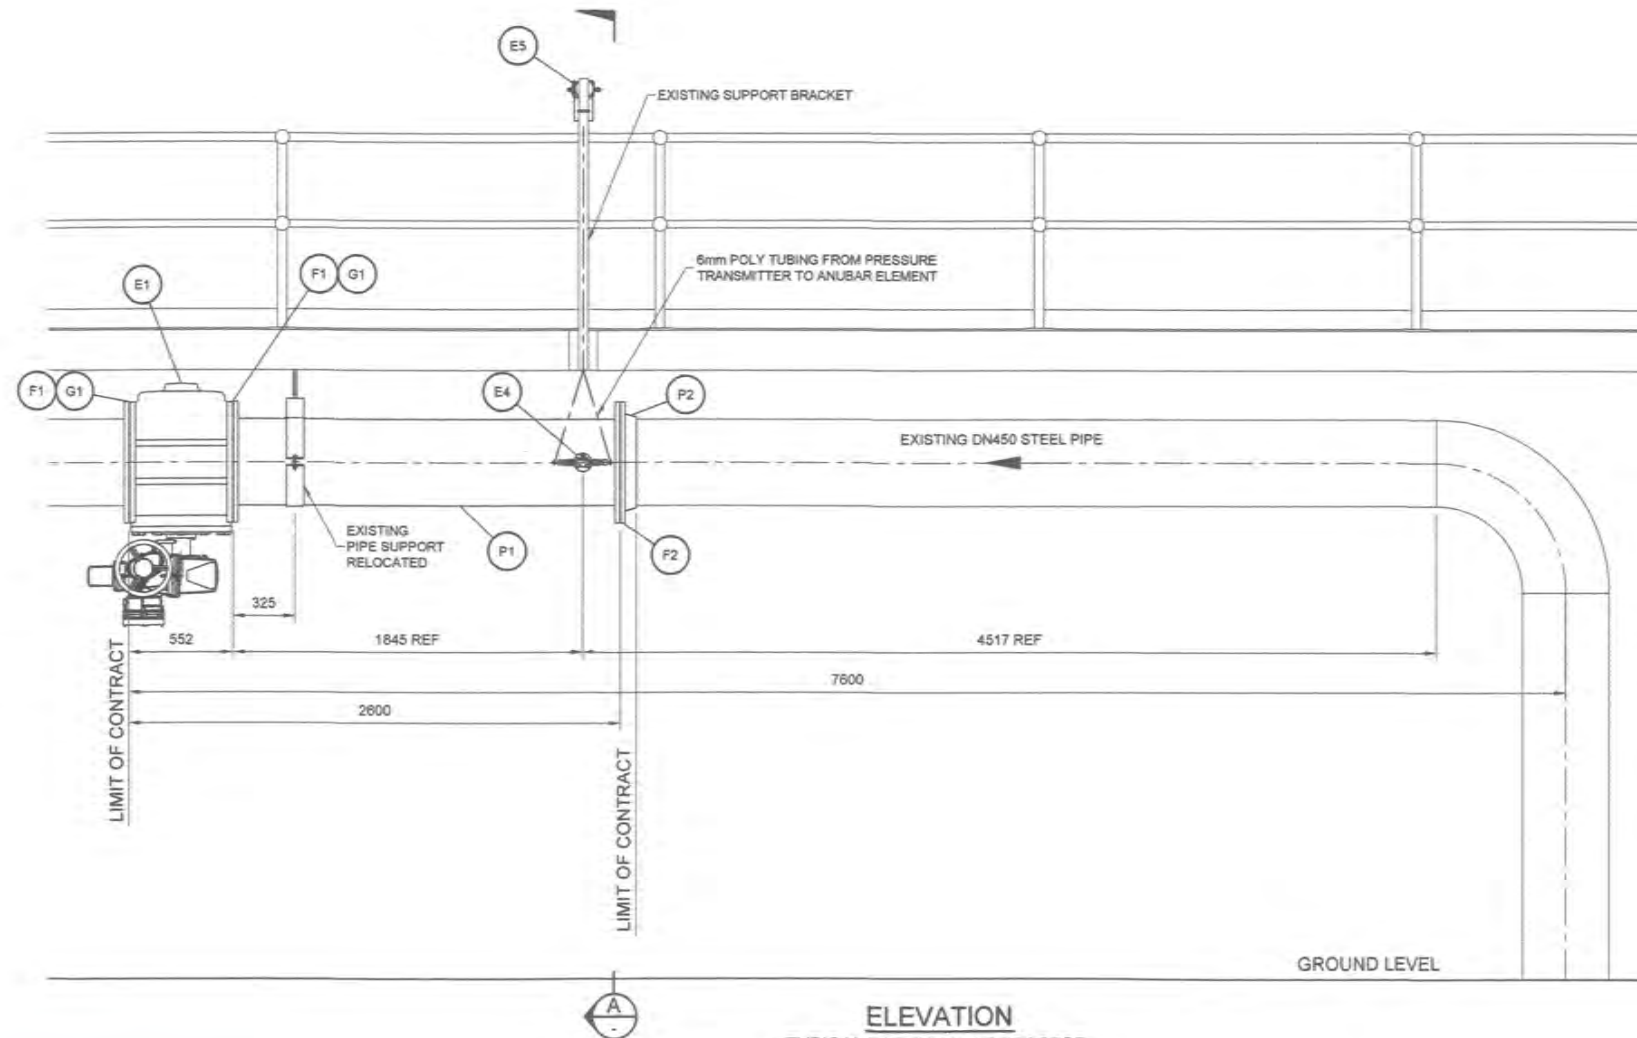 E5
EXISTING SUPPORT BRACKET
6mm POLY TUBING FROM PRESSURE
TRANSMITTER TO ANUBAR ELEMENT
F1 G1
E1
F1 G1
E4
P2
EXISTING DN450 STEEL PIPE
EXISTING
PIPE SUPPORT
RELOCATED
P1
F2
325
552
1845 REF
4517 REF
7600
2600
LIMIT OF CONTRACT
LIMIT OF CONTRACT
GROUND LEVEL
A
-
ELEVATION